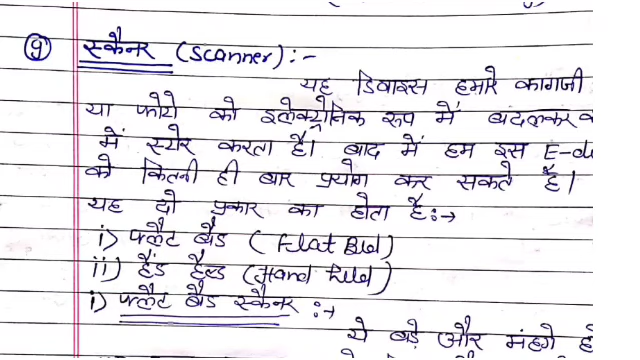 (9) स्कैनर (Scanner) :-
यह डिवाइस हमारे कागजी
या फोटो को इलेक्ट्रोनिक रूप में बदलकर
में स्टोर करता है। बाद में हम इस E-do
को कितनी ही बार प्रयोग कर सकते है।
यह दो प्रकार का होता है :→
i) फ्लैट बैड (Flat Bed)
ii) हैंड हैल्ड (Hand held)
i) फ्लैट बैड स्कैनर :→
ये बड़े और मंहगे